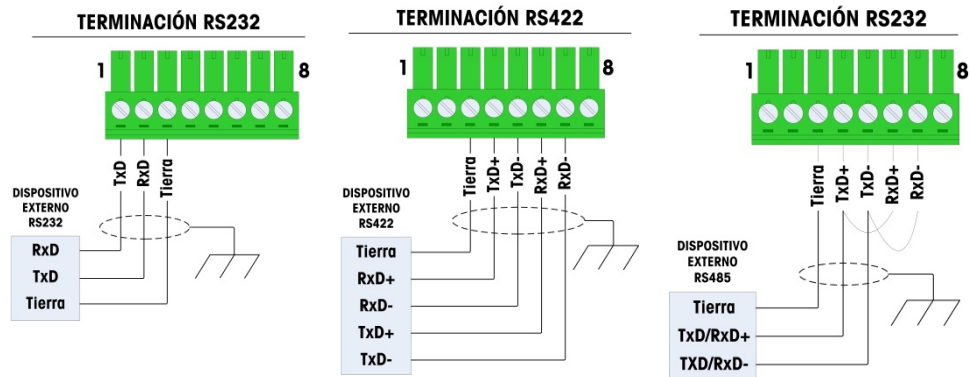 TERMINACIÓN RS232
1
8
TxD
RxD
Tierra
DISPOSITIVO
EXTERNO
RS232
RxD
TxD
Tierra
TERMINACIÓN RS422
1
8
Tierra
TxD+
TxD-
RxD+
RxD-
DISPOSITIVO
EXTERNO
RS422
Tierra
RxD+
RxD-
TxD+
TxD-
TERMINACIÓN RS232
1
8
Tierra
TxD+
TxD-
RxD+
RxD-
DISPOSITIVO
EXTERNO
RS485
Tierra
TxD/RxD+
TXD/RxD-